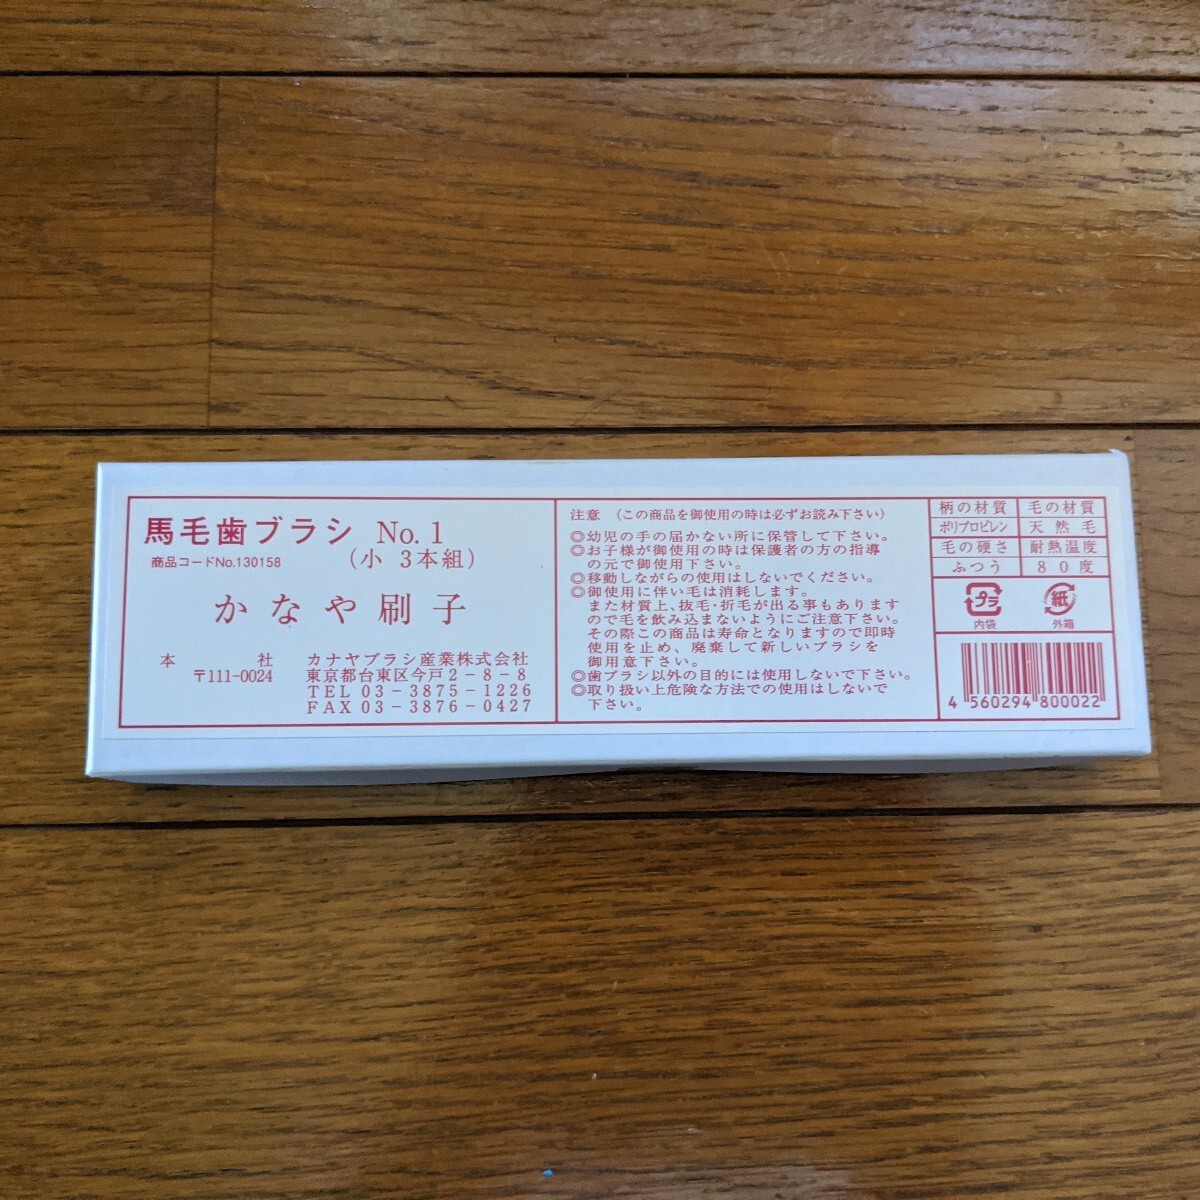 馬毛歯ブラシ No.1
(小 3本組)
商品コードNo.130158
かなや刷子
本 社 カナヤブラシ産業株式会社
〒111-0024 東京都台東区今戸2-8-8
TEL 03-3875-1226
FAX 03-3876-0427
注意 (この商品を御使用の時は必ずお読み下さい)
◎幼児の手の届かない所に保管して下さい。
◎お子様が御使用の時は保護者の方の指導
の元で御使用下さい。
◎移動しながらの使用はしないでください。
◎御使用に伴い毛は消耗します。
また材質上、抜毛・折毛が出る事もあります
ので毛を飲み込まないようにご注意下さい。
その際この商品は寿命となりますので即時
使用を止め、廃棄して新しいブラシを
御用意下さい。
◎歯ブラシ以外の目的には使用しないで下さい。
◎取り扱い上危険な方法での使用はしないで
下さい。
柄の材質 毛の材質
ポリプロピレン 天然毛
毛の硬さ 耐熱温度
ふつう 80度
プラ 紙
内袋 外箱
4 560294 800022